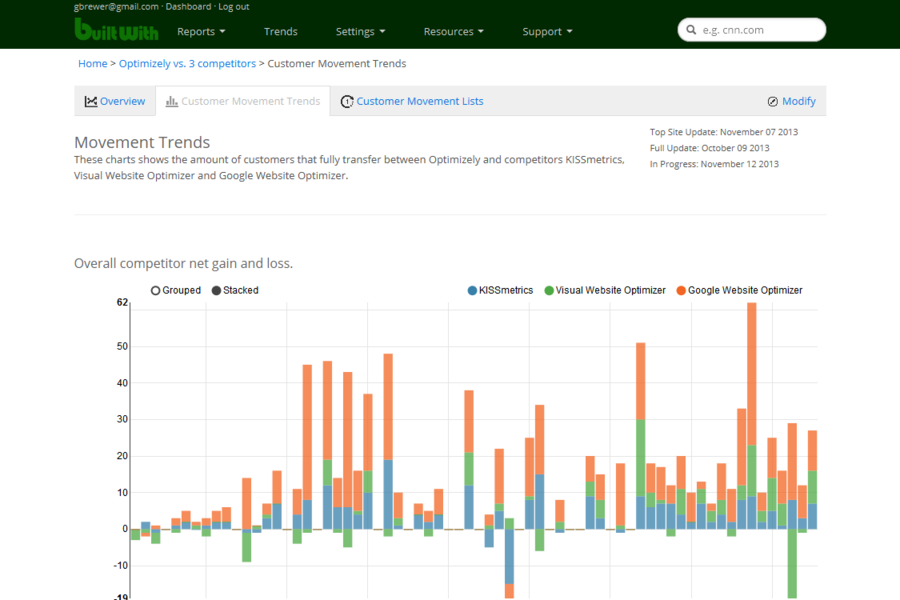 gbrewer@gmail.com · Dashboard · Log out
builtwith Reports Trends Settings Resources Support e.g. cnn.com
Home > Optimizely vs. 3 competitors > Customer Movement Trends
Overview Customer Movement Trends Customer Movement Lists Modify
Movement Trends
These charts shows the amount of customers that fully transfer between Optimizely and competitors KISSmetrics,
Visual Website Optimizer and Google Website Optimizer.
Top Site Update: November 07 2013
Full Update: October 09 2013
In Progress: November 12 2013
Overall competitor net gain and loss.
Grouped Stacked KISSmetrics Visual Website Optimizer Google Website Optimizer
62
50
40
30
20
10
0
-10
-19